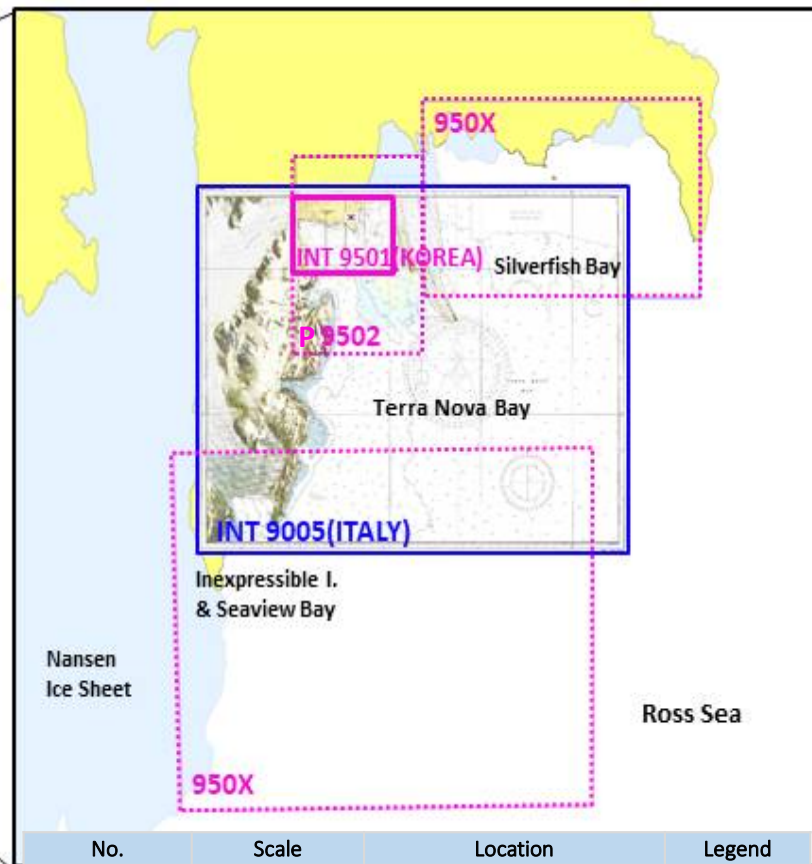 950X
INT 9501(KOREA)
Silverfish Bay
P 9502
Terra Nova Bay
INT 9005(ITALY)
Inexpressible I.
& Seaview Bay
Nansen
Ice Sheet
Ross Sea
950X
No. Scale Location Legend